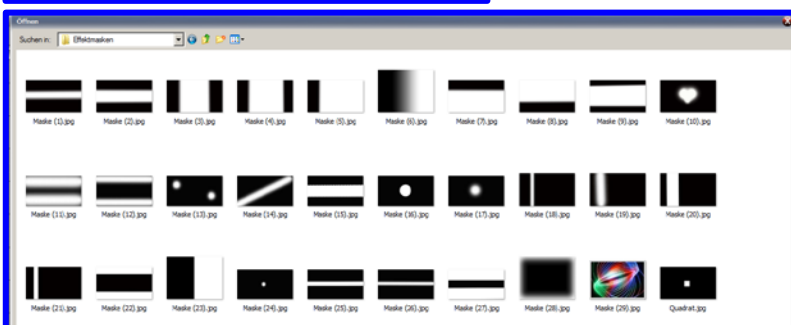 Öffnen
Suchen in: Effektmasken
Maske (1).jpg Maske (2).jpg Maske (3).jpg Maske (4).jpg Maske (5).jpg Maske (6).jpg Maske (7).jpg Maske (8).jpg Maske (9).jpg Maske (10).jpg
Maske (11).jpg Maske (12).jpg Maske (13).jpg Maske (14).jpg Maske (15).jpg Maske (16).jpg Maske (17).jpg Maske (18).jpg Maske (19).jpg Maske (20).jpg
Maske (21).jpg Maske (22).jpg Maske (23).jpg Maske (24).jpg Maske (25).jpg Maske (26).jpg Maske (27).jpg Maske (28).jpg Maske (29).jpg Quadrat.jpg